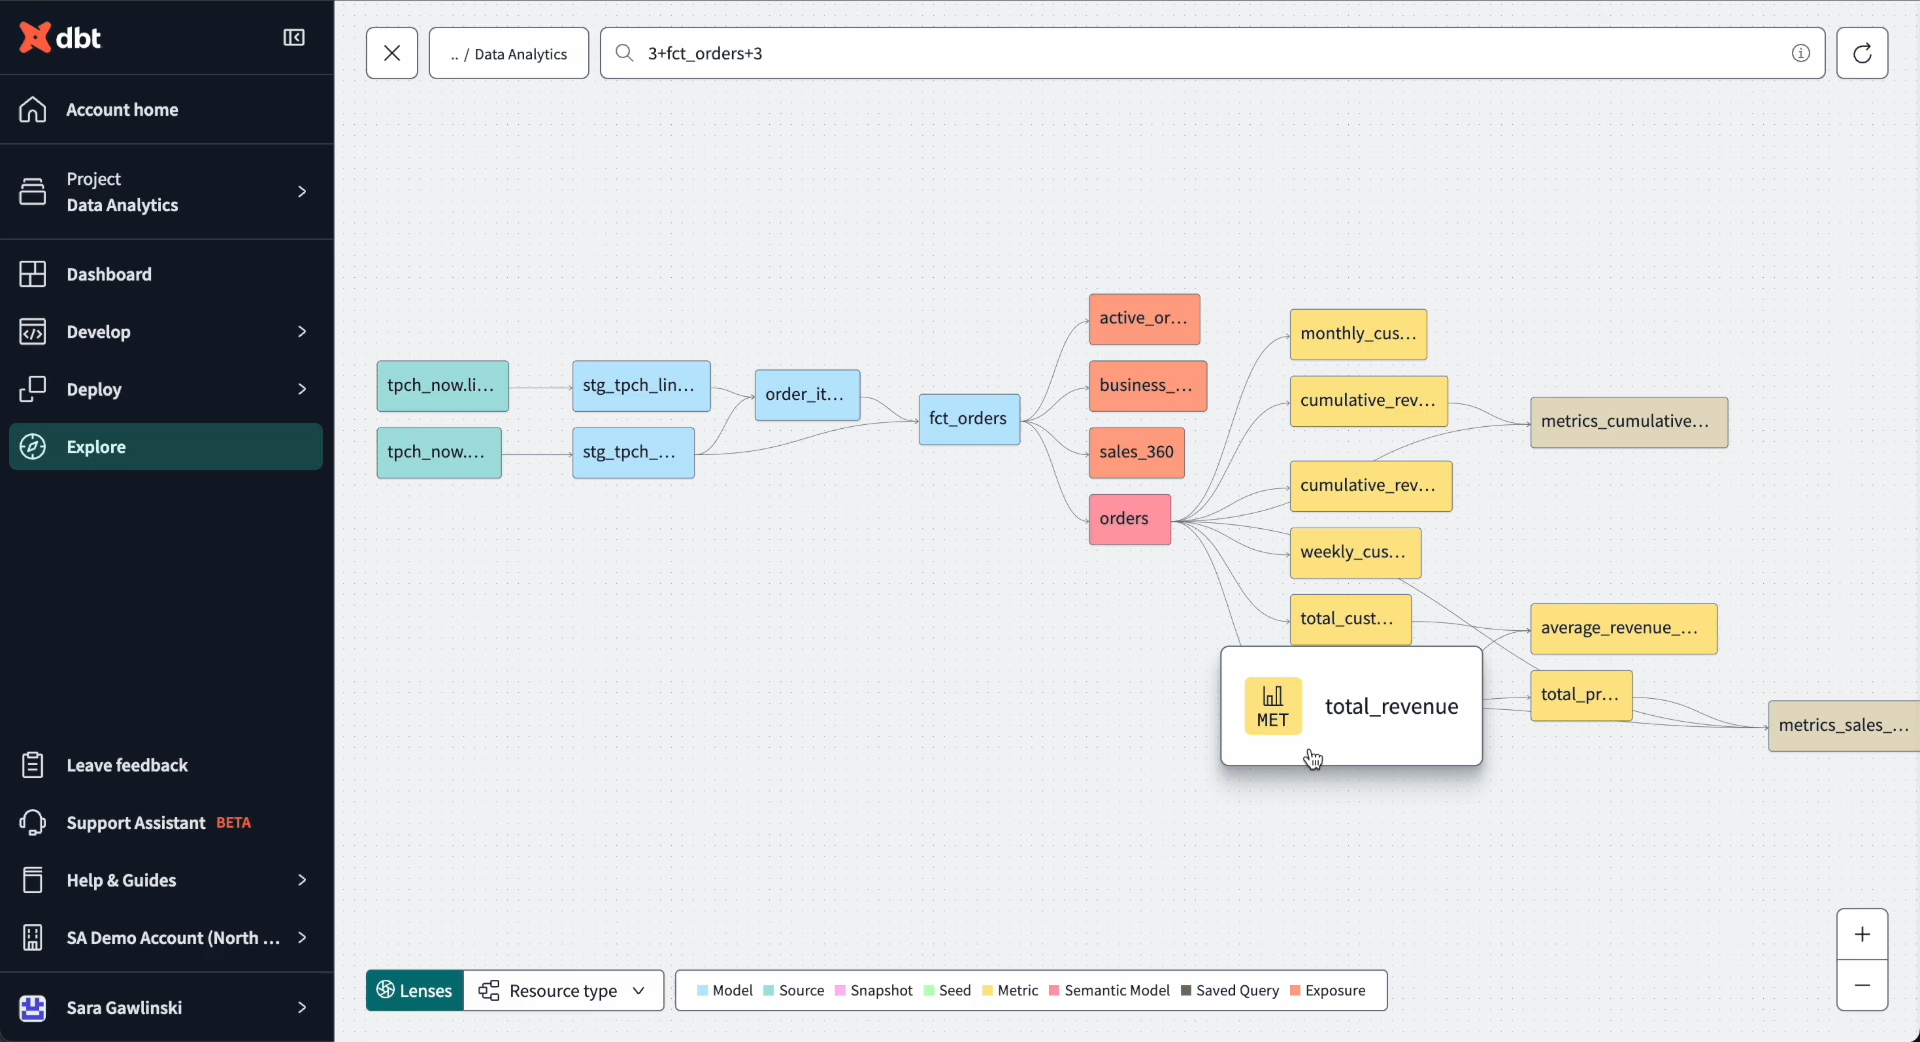 dbt
Account home
Project
Data Analytics
Dashboard
Develop
Deploy
Explore
Leave feedback
Support Assistant BETA
Help & Guides
SA Demo Account (North ...
Sara Gawlinski
.. / Data Analytics
3+fct_orders+3
tpch_now.li...
tpch_now....
stg_tpch_lin...
stg_tpch_...
order_it...
fct_orders
active_or...
business_...
sales_360
orders
monthly_cus...
cumulative_rev...
cumulative_rev...
weekly_cus...
total_cust...
MET
total_revenue
metrics_cumulative...
average_revenue_...
total_pr...
metrics_sales_...
Lenses
Resource type
Model Source Snapshot Seed Metric Semantic Model Saved Query Exposure